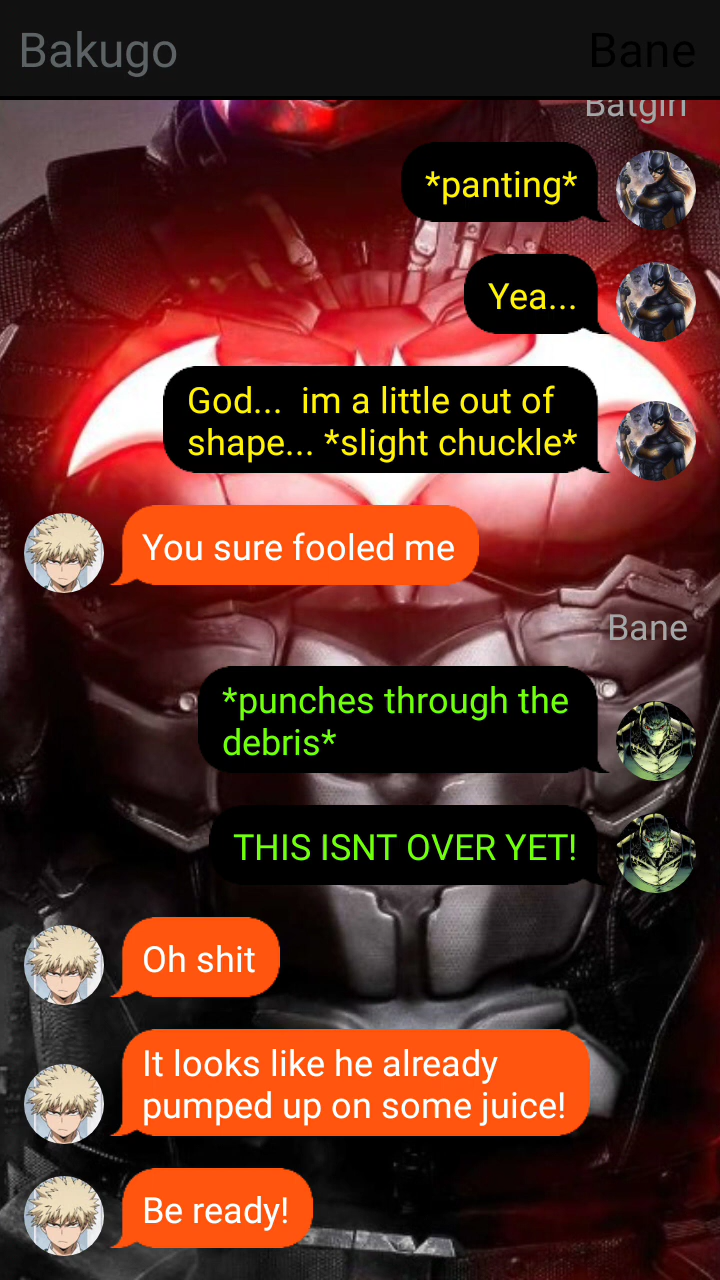 Bakugo
Bane
Batgirl
*panting*
Yea...
God...  im a little out of
shape... *slight chuckle*
You sure fooled me
Bane
*punches through the
debris*
THIS ISNT OVER YET!
Oh shit
It looks like he already
pumped up on some juice!
Be ready!